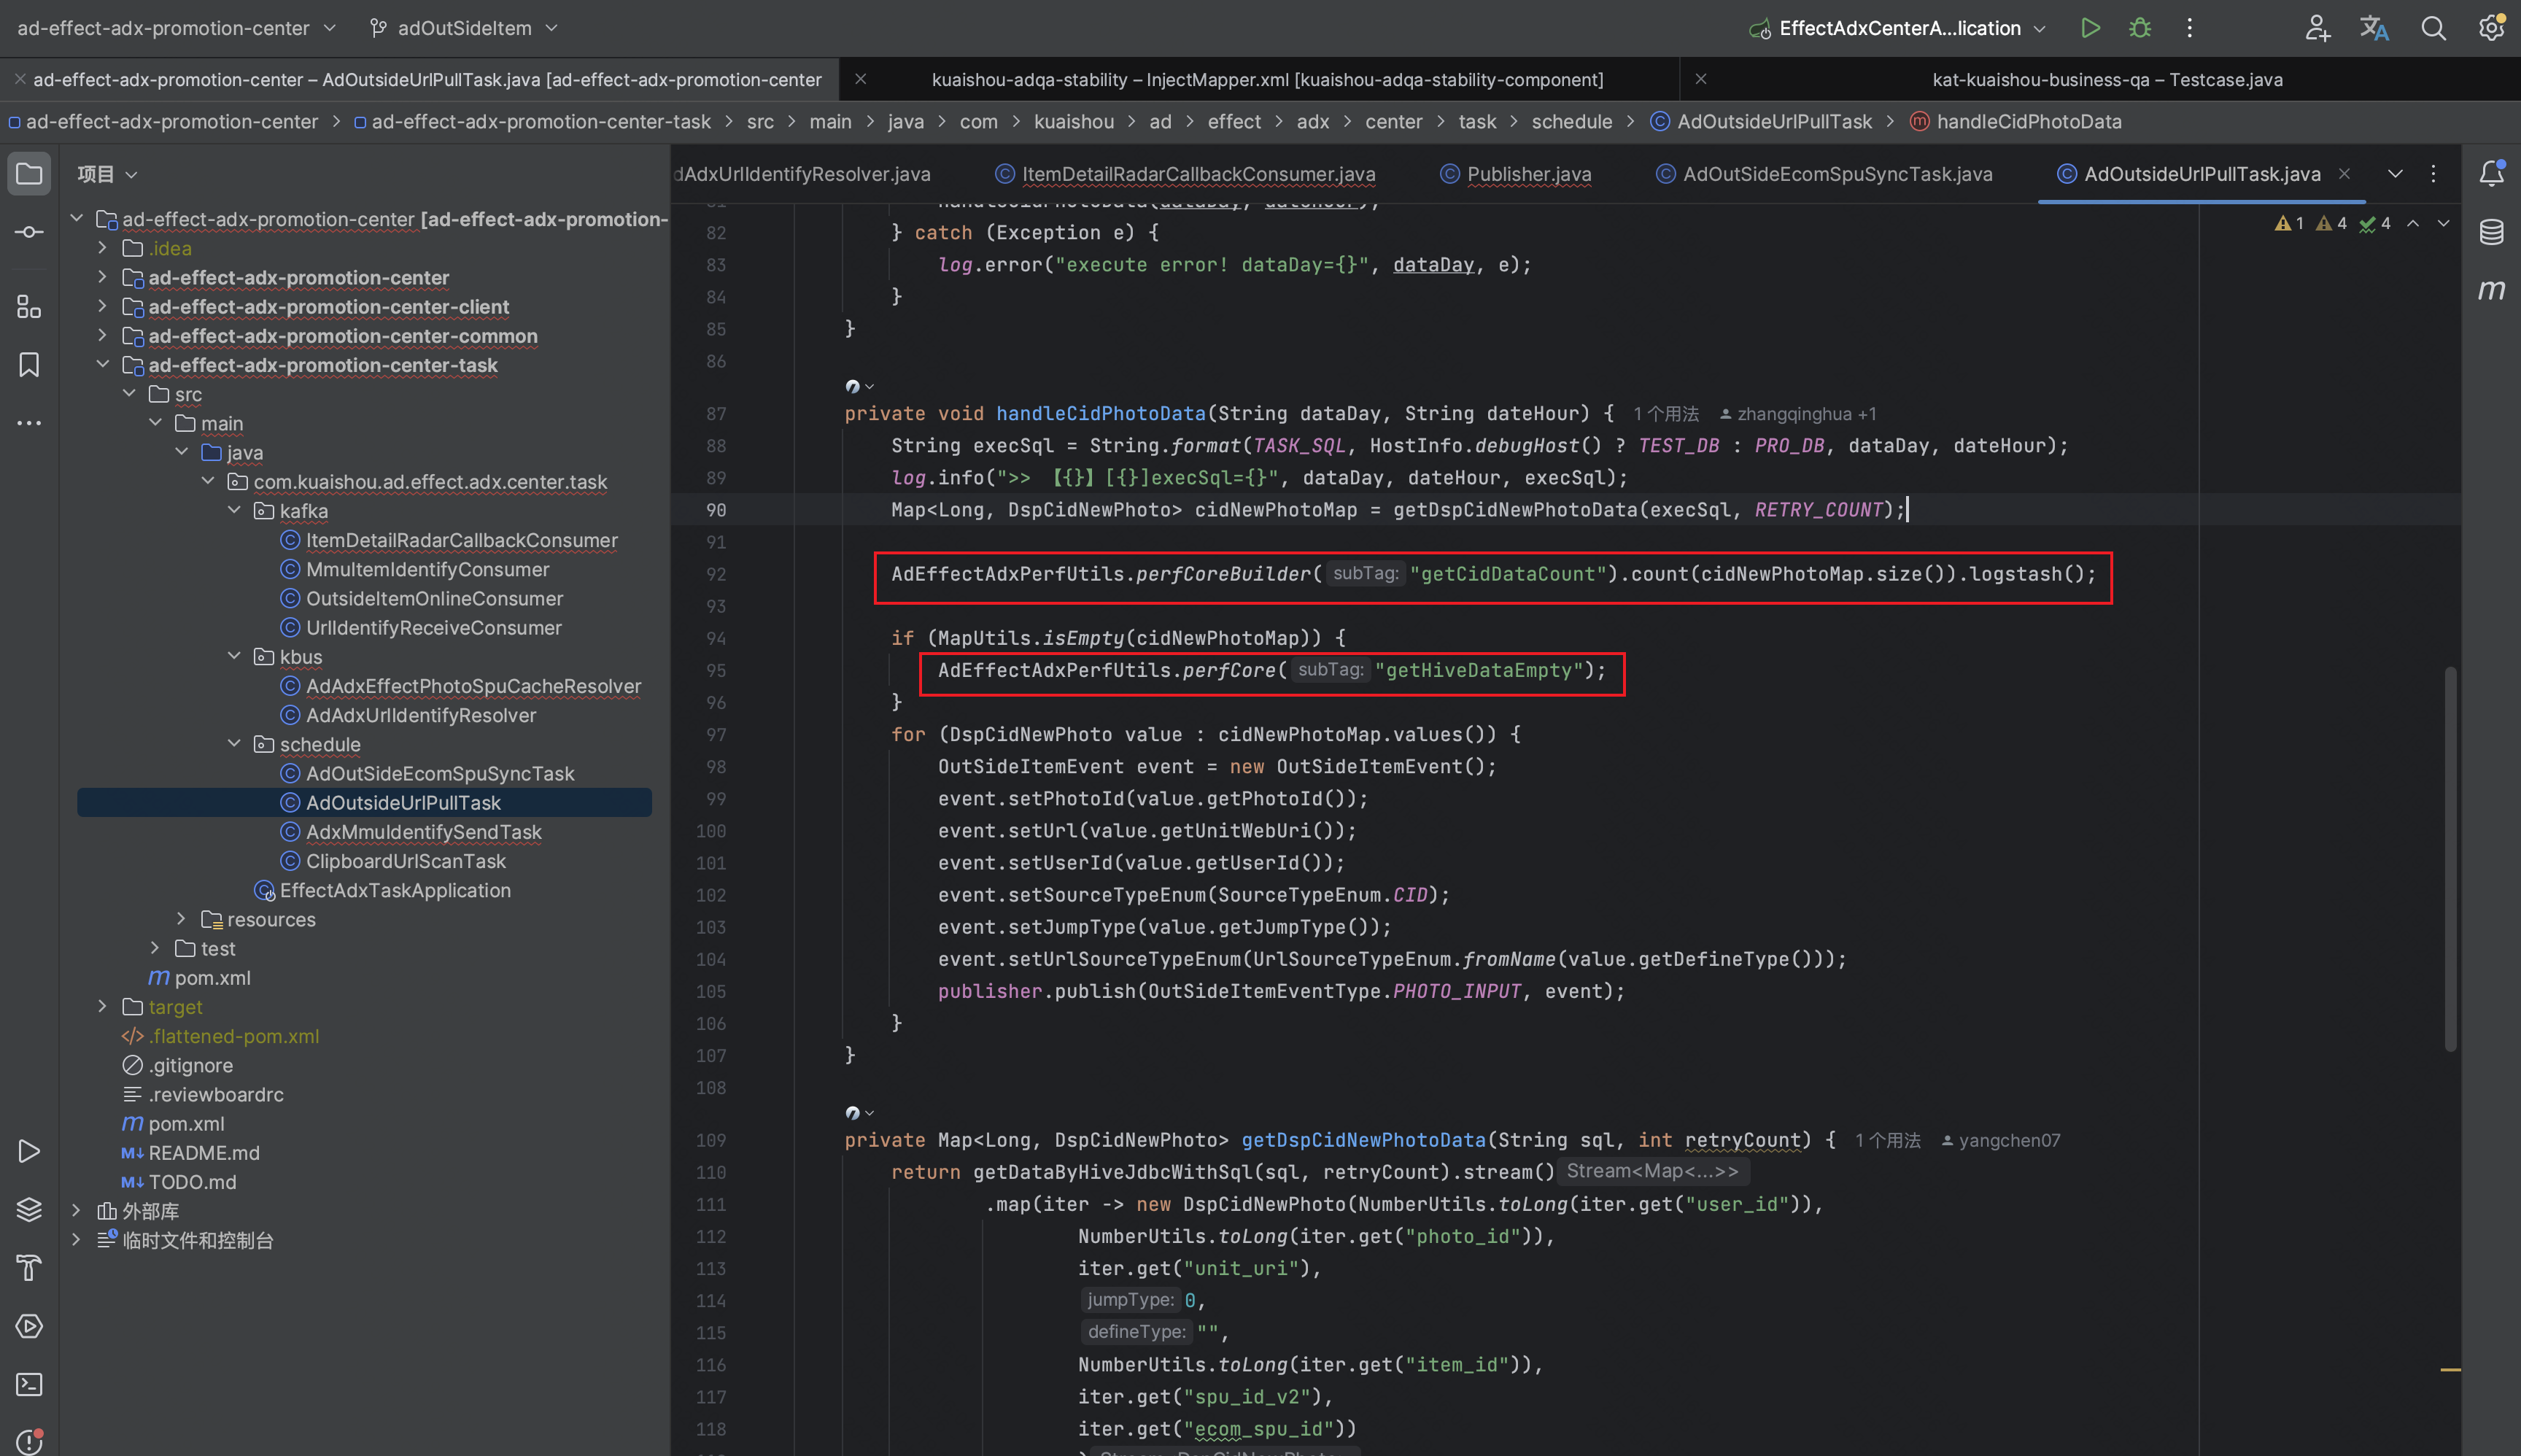 ad-effect-adx-promotion-center
adOutSideItem
EffectAdxCenterA...lication
ad-effect-adx-promotion-center – AdOutsideUrlPullTask.java [ad-effect-adx-promotion-center
kuaishou-adqa-stability – InjectMapper.xml [kuaishou-adqa-stability-component]
kat-kuaishou-business-qa – Testcase.java
ad-effect-adx-promotion-center > ad-effect-adx-promotion-center-task > src > main > java > com > kuaishou > ad > effect > adx > center > task > schedule > AdOutsideUrlPullTask > handleCidPhotoData
项目
ad-effect-adx-promotion-center [ad-effect-adx-promotion-
.idea
ad-effect-adx-promotion-center
ad-effect-adx-promotion-center-client
ad-effect-adx-promotion-center-common
ad-effect-adx-promotion-center-task
src
main
java
com.kuaishou.ad.effect.adx.center.task
kafka
ItemDetailRadarCallbackConsumer
MmuItemIdentifyConsumer
OutsideItemOnlineConsumer
UrlIdentifyReceiveConsumer
kbus
AdAdxEffectPhotoSpuCacheResolver
AdAdxUrlIdentifyResolver
schedule
AdOutSideEcomSpuSyncTask
AdOutsideUrlPullTask
AdxMmuIdentifySendTask
ClipboardUrlScanTask
EffectAdxTaskApplication
resources
test
pom.xml
target
.flattened-pom.xml
.gitignore
.reviewboardrc
pom.xml
README.md
TODO.md
外部库
临时文件和控制台
dAdxUrlIdentifyResolver.java
ItemDetailRadarCallbackConsumer.java
Publisher.java
AdOutSideEcomSpuSyncTask.java
AdOutsideUrlPullTask.java
1 4 4
82 } catch (Exception e) {
83 log.error("execute error! dataDay={}", dataDay, e);
84 }
85 }
86
87 private void handleCidPhotoData(String dataDay, String dateHour) { 1 个用法 zhangqinghua +1
88 String execSql = String.format(TASK_SQL, HostInfo.debugHost() ? TEST_DB : PRO_DB, dataDay, dateHour);
89 log.info(">> 【{}】[{}]execSql={}", dataDay, dateHour, execSql);
90 Map<Long, DspCidNewPhoto> cidNewPhotoMap = getDspCidNewPhotoData(execSql, RETRY_COUNT);
91
92 AdEffectAdxPerfUtils.perfCoreBuilder( subTag: "getCidDataCount").count(cidNewPhotoMap.size()).logstash();
93
94 if (MapUtils.isEmpty(cidNewPhotoMap)) {
95 AdEffectAdxPerfUtils.perfCore( subTag: "getHiveDataEmpty");
96 }
97 for (DspCidNewPhoto value : cidNewPhotoMap.values()) {
98 OutSideItemEvent event = new OutSideItemEvent();
99 event.setPhotoId(value.getPhotoId());
100 event.setUrl(value.getUnitWebUri());
101 event.setUserId(value.getUserId());
102 event.setSourceTypeEnum(SourceTypeEnum.CID);
103 event.setJumpType(value.getJumpType());
104 event.setUrlSourceTypeEnum(UrlSourceTypeEnum.fromName(value.getDefineType()));
105 publisher.publish(OutSideItemEventType.PHOTO_INPUT, event);
106 }
107 }
108
109 private Map<Long, DspCidNewPhoto> getDspCidNewPhotoData(String sql, int retryCount) { 1 个用法 yangchen07
110 return getDataByHiveJdbcWithSql(sql, retryCount).stream() Stream<Map<...>>
111 .map(iter -> new DspCidNewPhoto(NumberUtils.toLong(iter.get("user_id")),
112 NumberUtils.toLong(iter.get("photo_id")),
113 iter.get("unit_uri"),
114 jumpType: 0,
115 defineType: "",
116 NumberUtils.toLong(iter.get("item_id")),
117 iter.get("spu_id_v2"),
118 iter.get("ecom_spu_id"))